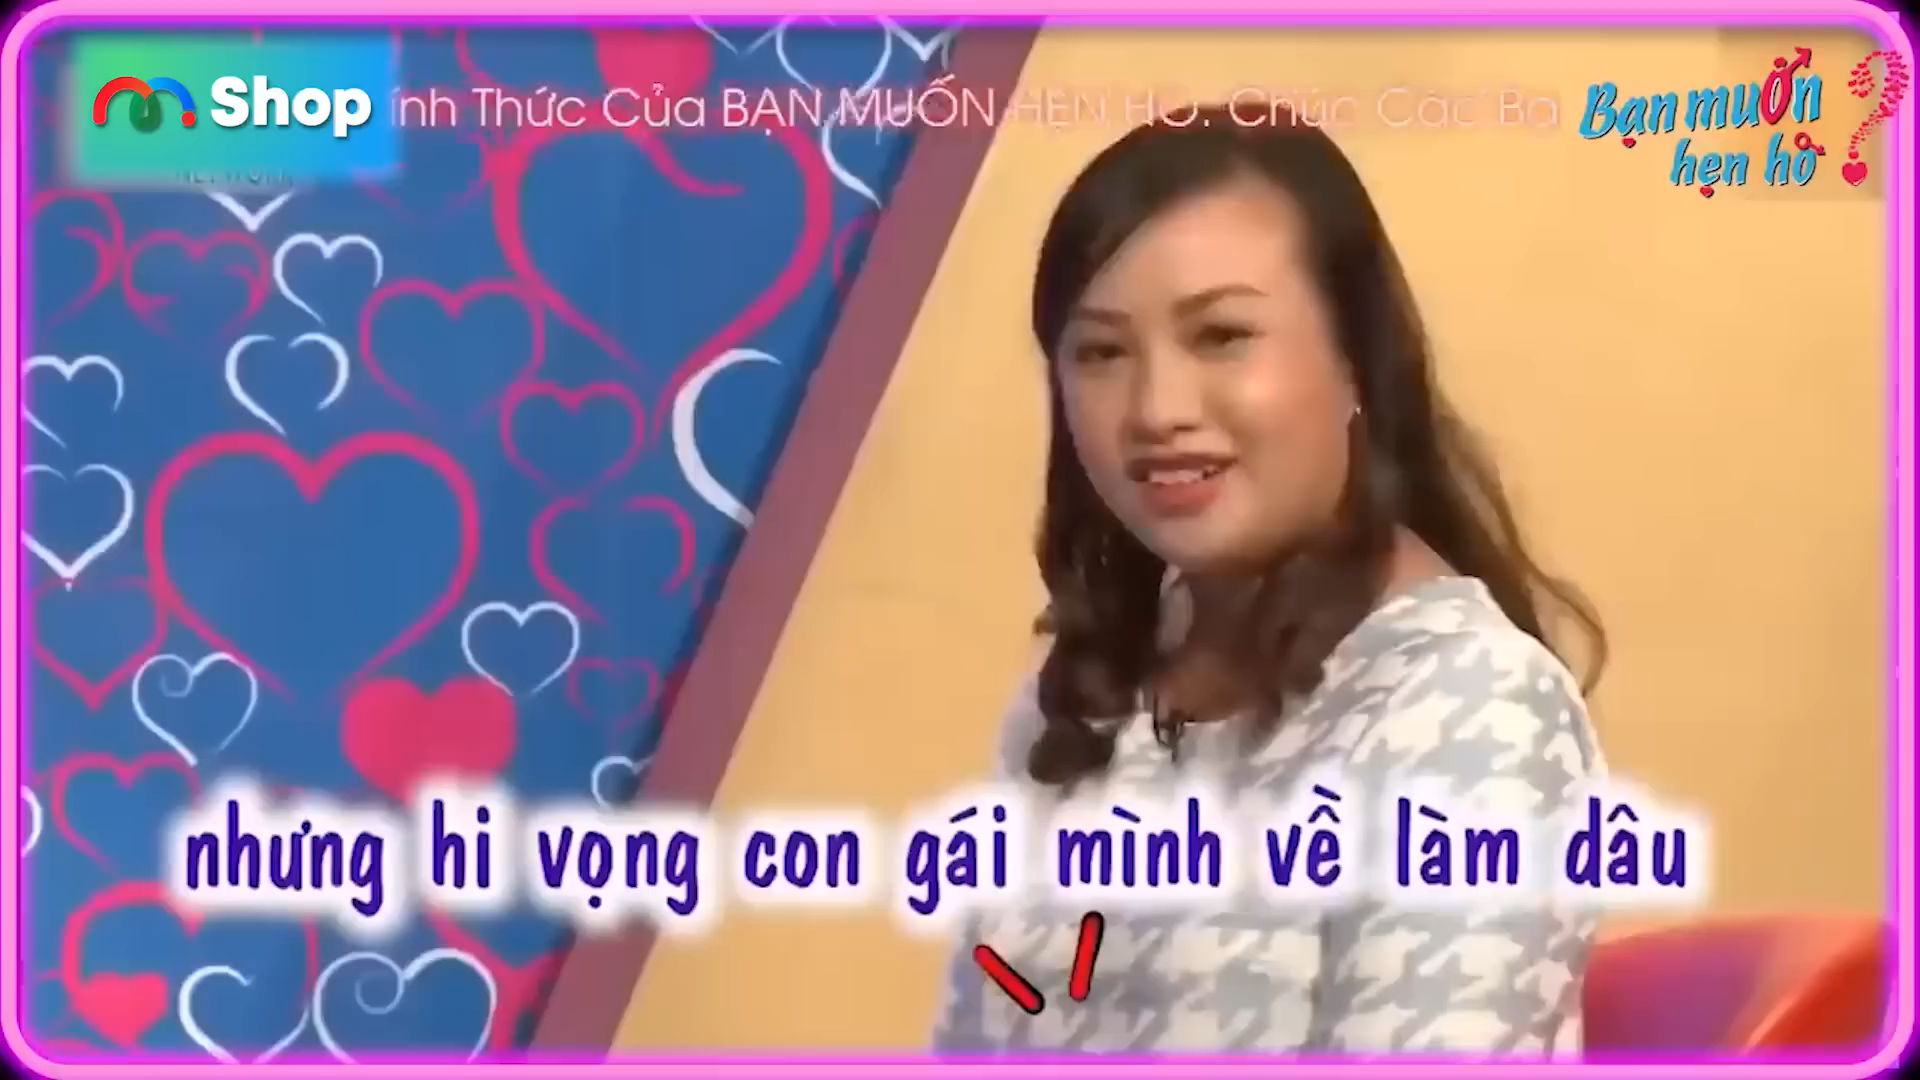 Shop
ính Thức Của BẠN MUỐN HẸN HÒ. Chúc Các Bạ
Bạn muốn
hẹn hò
NETWORK
nhưng hi vọng con gái mình về làm dâu